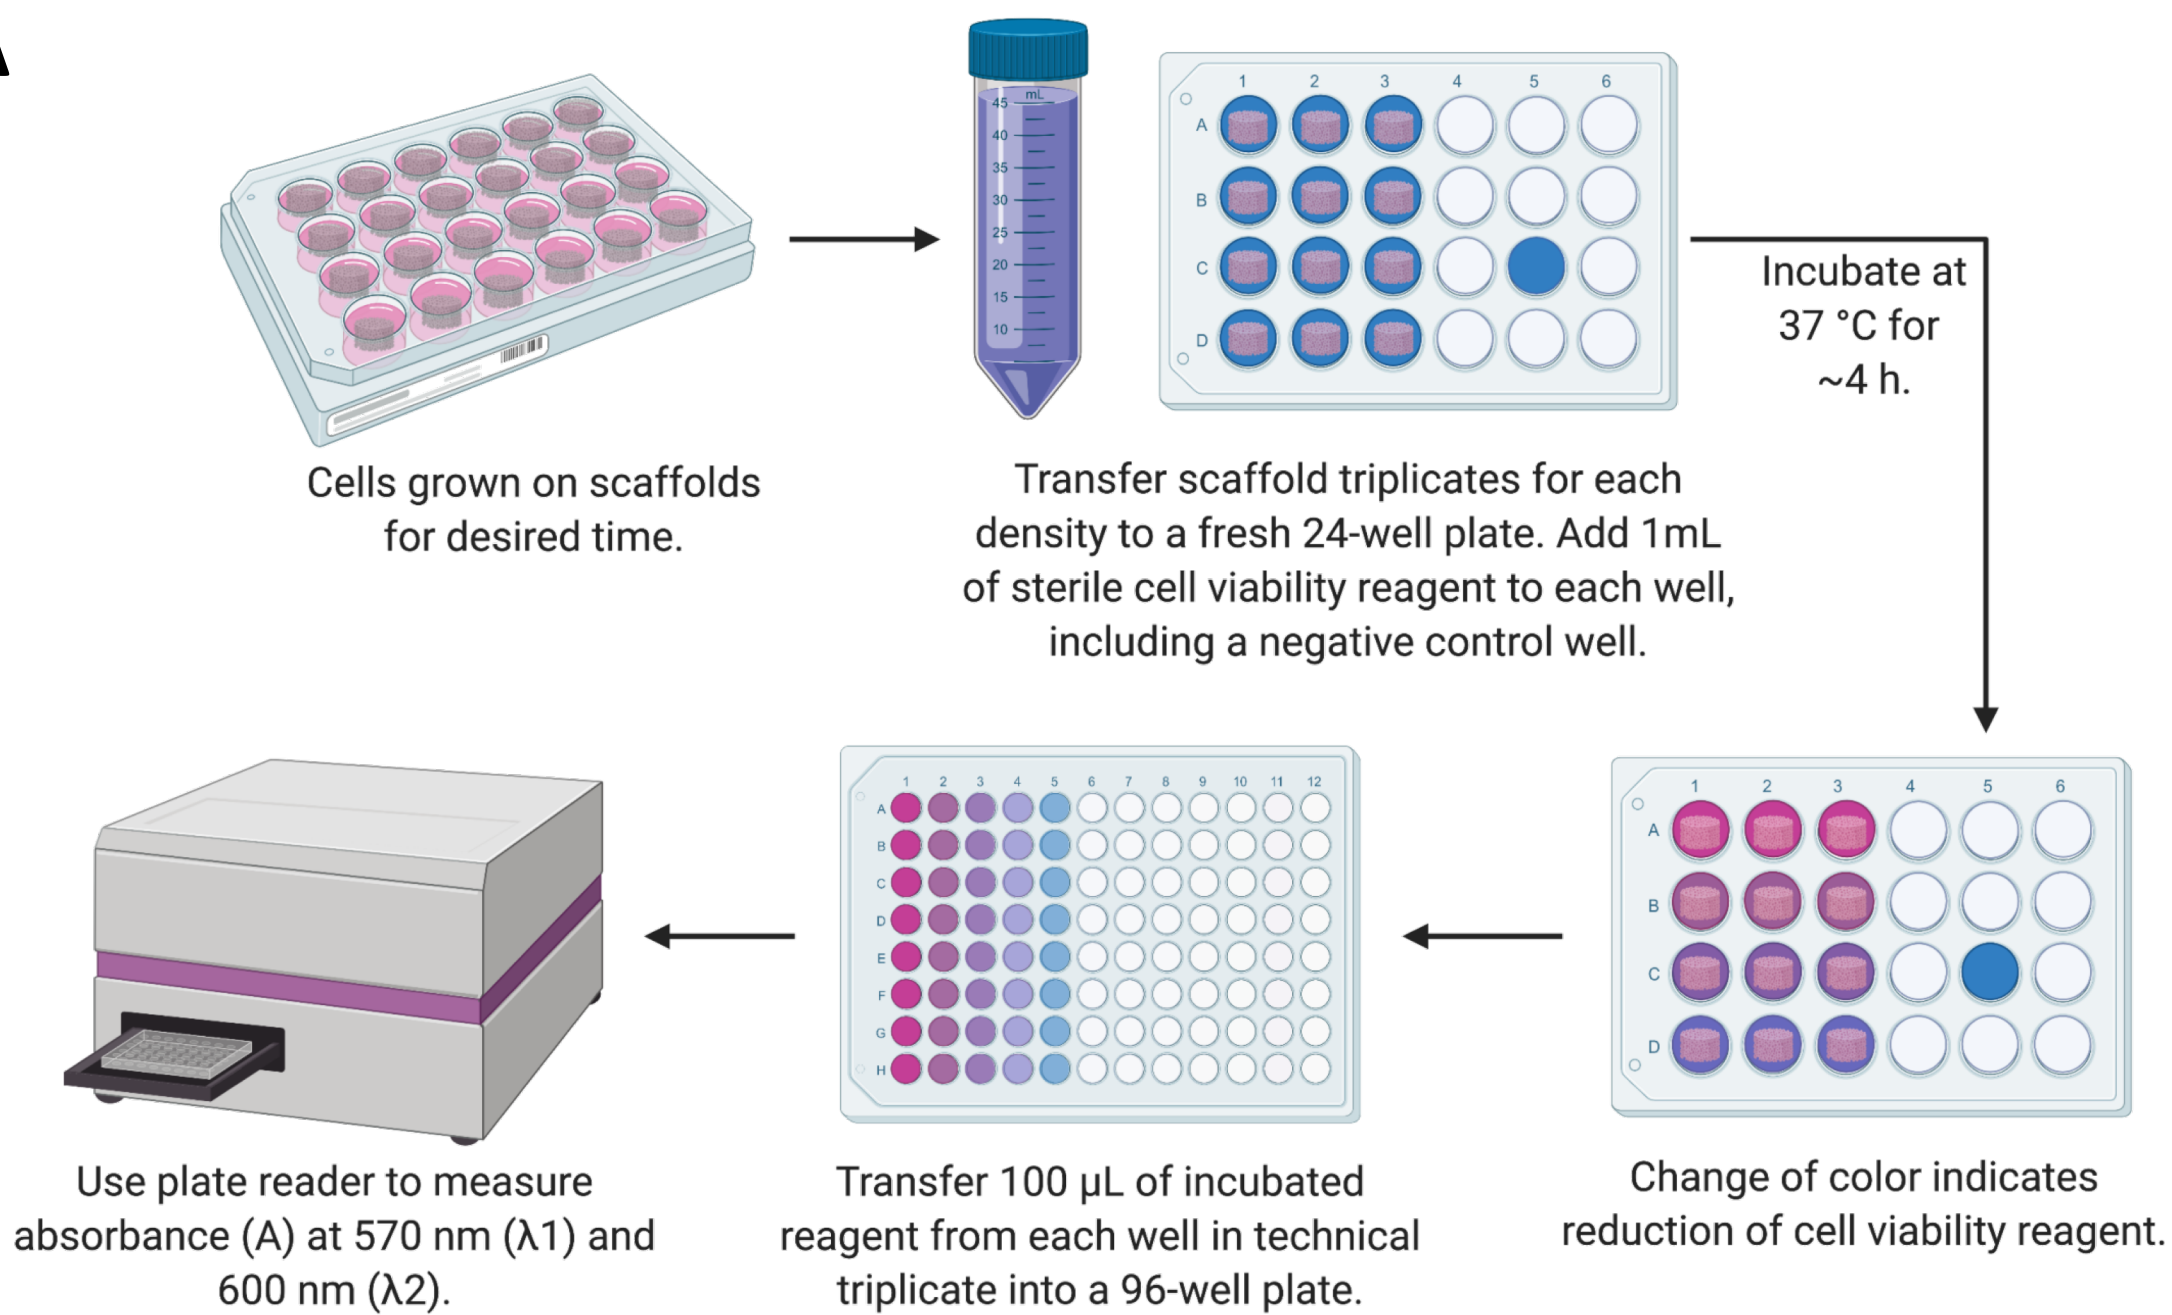 A
mL
45
40
35
30
25
20
15
10
1 2 3 4 5 6
A
B
C
D
Incubate at
37 °C for
~4 h.
Cells grown on scaffolds
for desired time.
Transfer scaffold triplicates for each
density to a fresh 24-well plate. Add 1mL
of sterile cell viability reagent to each well,
including a negative control well.
1 2 3 4 5 6 7 8 9 10 11 12
A
B
C
D
E
F
G
H
1 2 3 4 5 6
A
B
C
D
Use plate reader to measure
absorbance (A) at 570 nm (λ1) and
600 nm (λ2).
Transfer 100 µL of incubated
reagent from each well in technical
triplicate into a 96-well plate.
Change of color indicates
reduction of cell viability reagent.